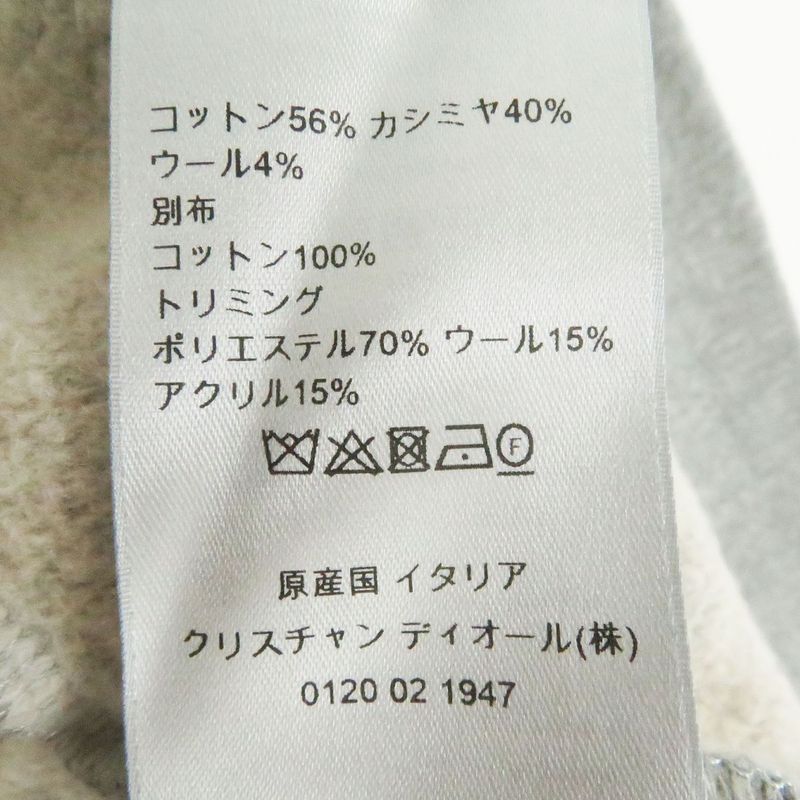 コットン56% カシミヤ40%
ウール4%
別布
コットン100%
トリミング
ポリエステル70% ウール15%
アクリル15%
F
原産国 イタリア
クリスチャン ディオール(株)
0120 02 1947